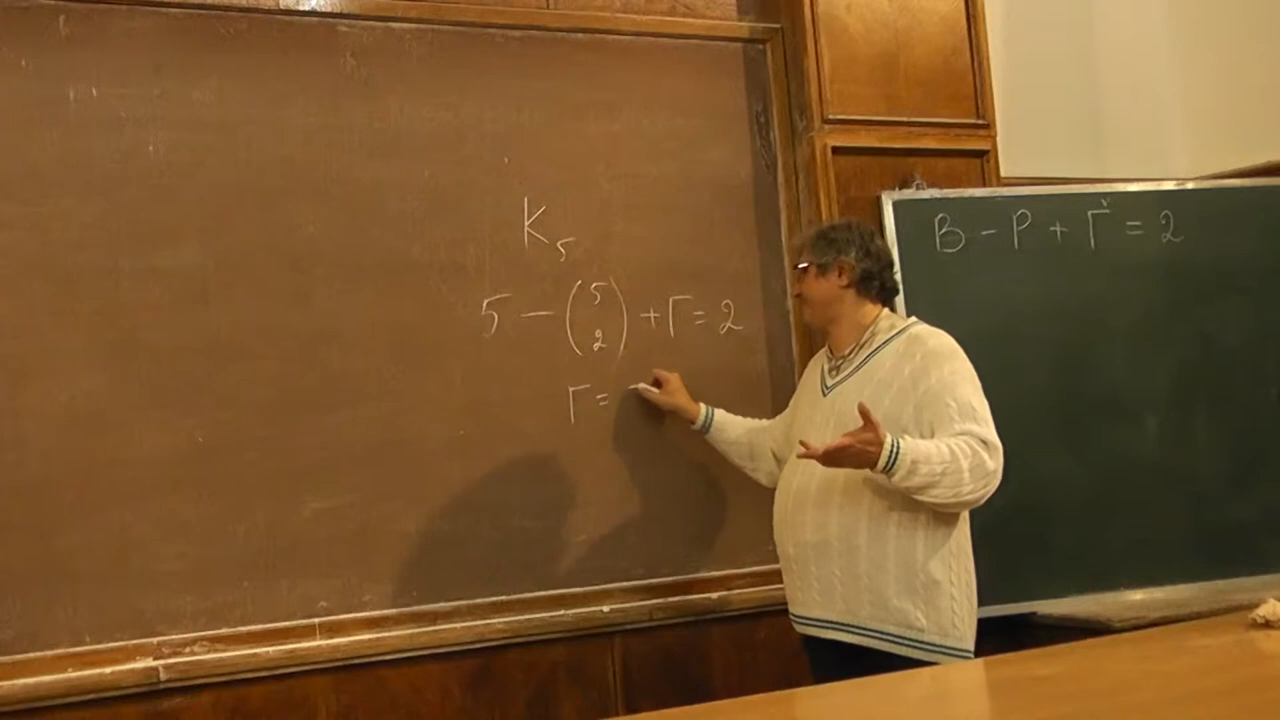 K₅
5 − (5 2) + Г = 2
Г =
В − Р + Г = 2